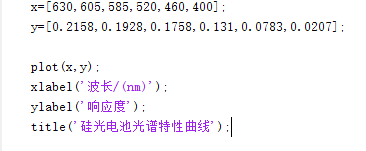 x=[630,605,585,520,460,400];
y=[0.2158,0.1928,0.1758,0.131,0.0783,0.0207];
plot(x,y);
xlabel('波长/(nm)');
ylabel('响应度');
title('硅光电池光谱特性曲线');